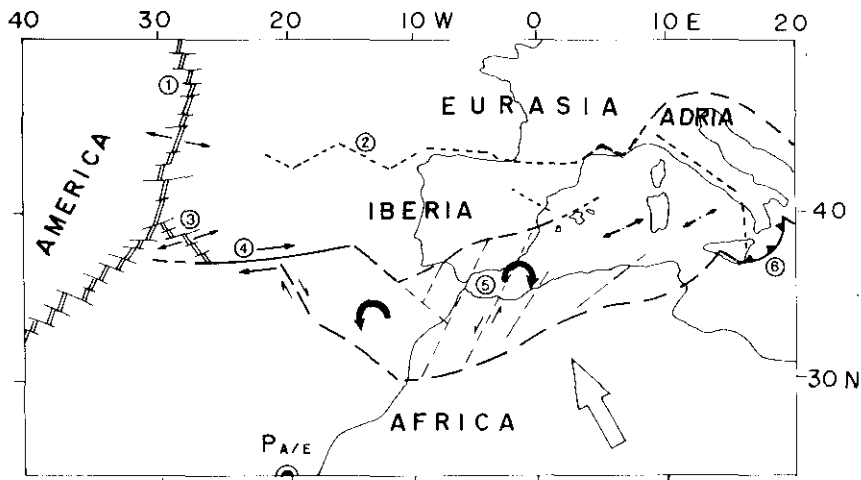 40 30 20 10 W 0 10 E 20
①
EURASIA
ADRIA
②
AMERICA
IBERIA
40
③
④
⑤
⑥
30 N
AFRICA
PA/E